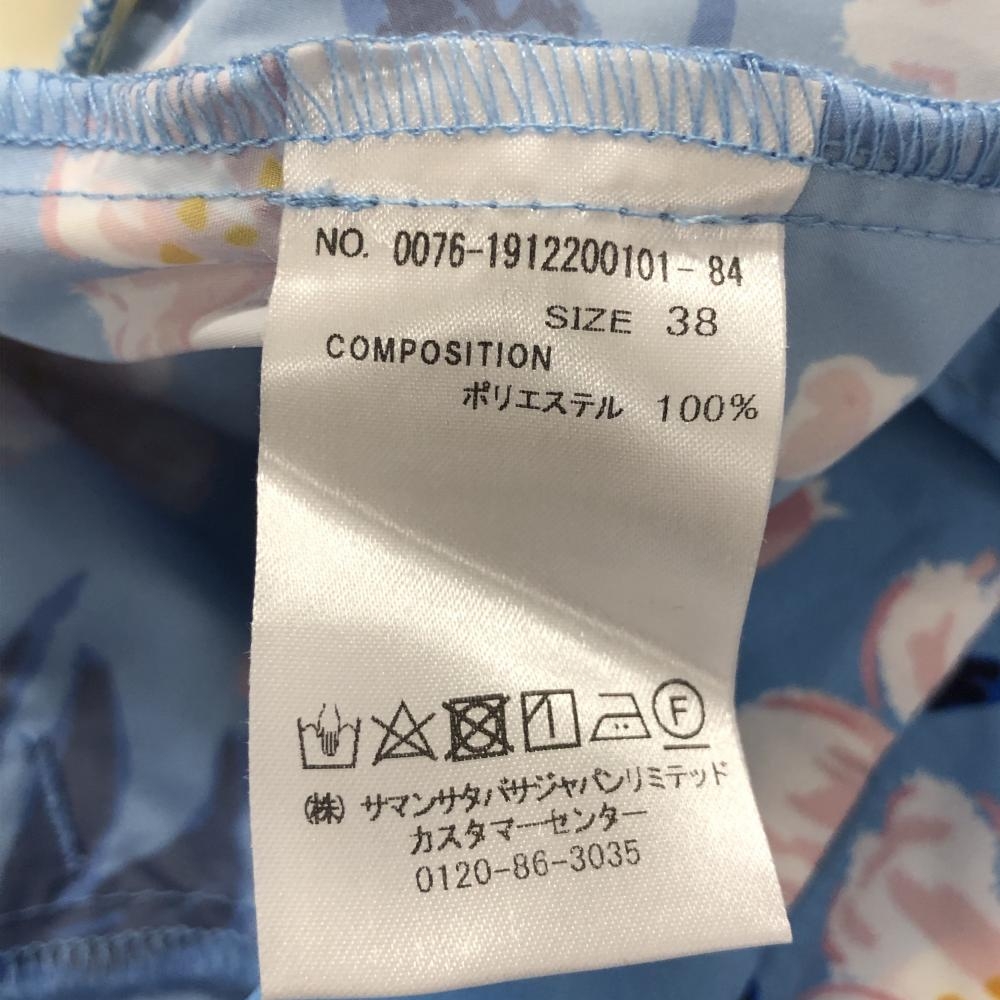 NO. 0076-1912200101-84
SIZE 38
COMPOSITION
ポリエステル 100%
F
(株) サマンサタバサジャパンリミテッド
カスタマーセンター
0120-86-3035